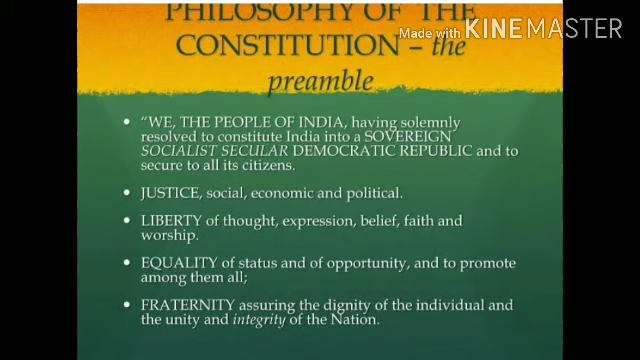 PHILOSOPHY OF THE
Made with KINEMASTER
CONSTITUTION – the
preamble
• “WE, THE PEOPLE OF INDIA, having solemnly
resolved to constitute India into a SOVEREIGN
SOCIALIST SECULAR DEMOCRATIC REPUBLIC and to
secure to all its citizens.
• JUSTICE, social, economic and political.
• LIBERTY of thought, expression, belief, faith and
worship.
• EQUALITY of status and of opportunity, and to promote
among them all;
• FRATERNITY assuring the dignity of the individual and
the unity and integrity of the Nation.